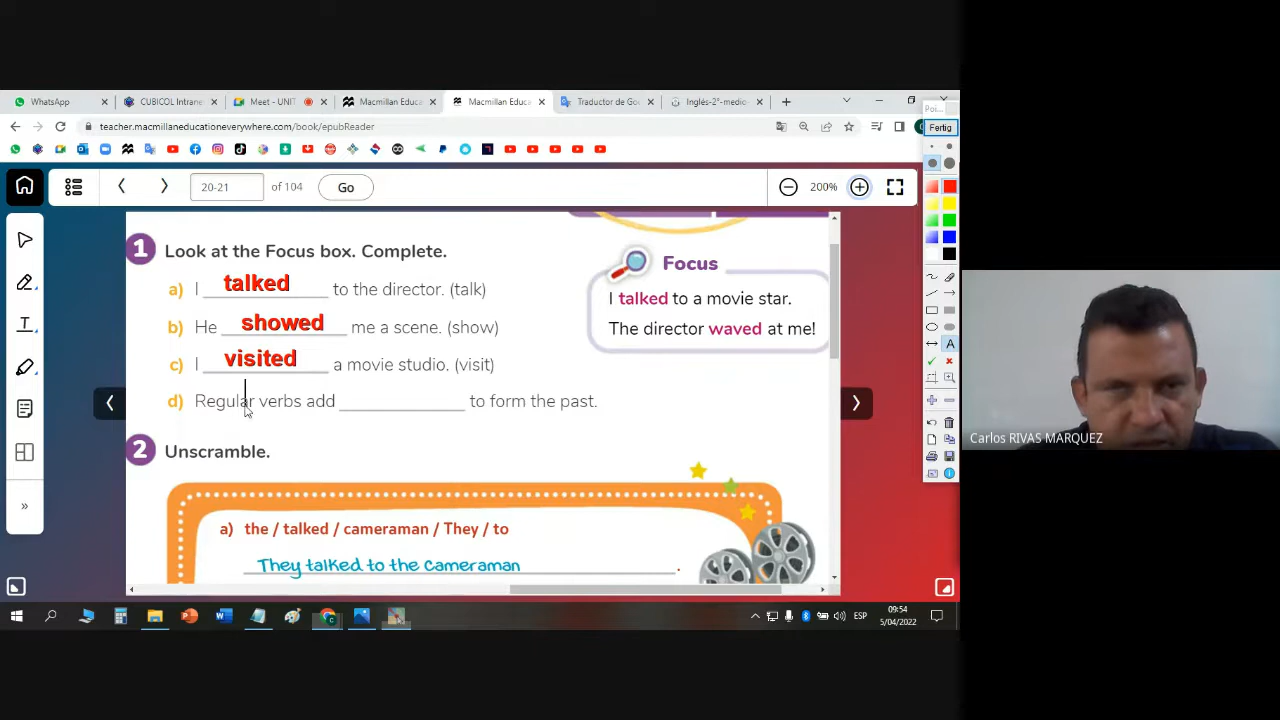 WhatsApp
CUBICOL Intrane
Meet - UNIT
Macmillan Educa
Macmillan Educa
Traductor de Goo
Inglés-2°-medio-
teacher.macmillaneducationeverywhere.com/book/epubReader
Fertig
20-21
of 104
Go
200%
1 Look at the Focus box. Complete.
a) I talked to the director. (talk)
b) He showed me a scene. (show)
c) I visited a movie studio. (visit)
d) Regular verbs add ____________ to form the past.
Focus
I talked to a movie star.
The director waved at me!
2 Unscramble.
a) the / talked / cameraman / They / to
They talked to the Cameraman.
Carlos RIVAS MARQUEZ
ESP
09:54
5/04/2022